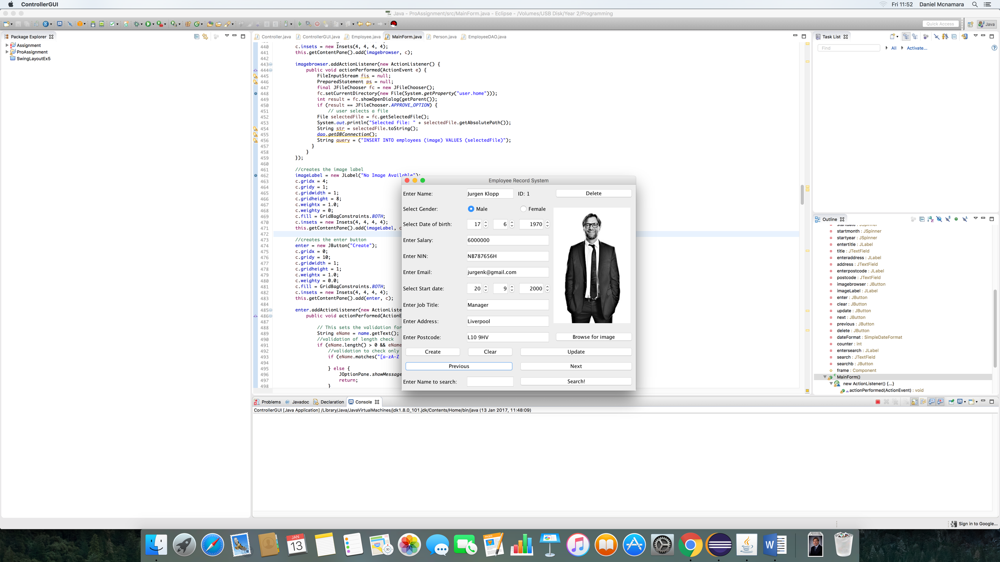 ControllerGUI
Fri 11:52 Daniel Mcnamara
Java - ProAssignment/src/MainForm.java - Eclipse - /Volumes/USB Disk/Year 2/Programming
Quick Access
Java
Package Explorer
Assignment
ProAssignment
SwingLayoutEx5
Controller.java ControllerGUI.java Employee.java MainForm.java Person.java EmployeeDAO.java
440 c.insets = new Insets(4, 4, 4, 4);
441 this.getContentPane().add(imagebrowser, c);
442
443 imagebrowser.addActionListener(new ActionListener() {
444 public void actionPerformed(ActionEvent e) {
445 FileInputStream fis = null;
446 PreparedStatement ps = null;
447 final JFileChooser fc = new JFileChooser();
448 fc.setCurrentDirectory(new File(System.getProperty("user.home")));
449 int result = fc.showOpenDialog(getParent());
450 if (result == JFileChooser.APPROVE_OPTION) {
451 // user selects a file
452 File selectedFile = fc.getSelectedFile();
453 System.out.println("Selected file: " + selectedFile.getAbsolutePath());
454 String str = selectedFile.toString();
455 dao.getDBConnection();
456 String query = ("INSERT INTO employees (image) VALUES (selectedFile)");
457 }
458 }
459 });
460
461 //creates the image label
462 imageLabel = new JLabel("No Image Available");
463 c.gridx = 4;
464 c.gridy = 1;
465 c.gridwidth = 1;
466 c.gridheight = 8;
467 c.weightx = 1.0;
468 c.weighty = 0;
469 c.fill = GridBagConstraints.BOTH;
470 c.insets = new Insets(4, 4, 4, 4);
471 this.getContentPane().add(imageLabel, c
472
473 //creates the enter button
474 enter = new JButton("Create");
475 c.gridx = 0;
476 c.gridy = 10;
477 c.gridwidth = 1;
478 c.gridheight = 1;
479 c.weightx = 1.0;
480 c.weighty = 0.0;
481 c.fill = GridBagConstraints.BOTH;
482 c.insets = new Insets(4, 4, 4, 4);
483 this.getContentPane().add(enter, c);
484
485 enter.addActionListener(new ActionListe
486 public void actionPerformed(ActionE
487
488 // This sets the validation for
489 String eName = name.getText();
490 //validation of length check
491 if (eName.length() > 0 && eName
492 //validation to check only
493 if (eName.matches("[a-zA-Z
494
495 } else {
496 JOptionPane.showMessage
497 return;
498 }
Employee Record System
Enter Name: Jurgen Klopp ID: 1 Delete
Select Gender: Male Female
Select Date of birth: 17 6 1970
Enter Salary: 6000000
Enter NIN: NB787656H
Enter Email: jurgenk@gmail.com
Select Start date: 20 9 2000
Enter Job Title: Manager
Enter Address: Liverpool
Enter Postcode: L10 9HV Browse for image
Create Clear Update
Previous Next
Enter Name to search: Search!
Task List
Find All Activate...
Outline
startdate : JSpinner
startmonth : JSpinner
startyear : JSpinner
entertitle : JLabel
title : JTextField
enteraddress : JLabel
address : JTextField
enterpostcode : JLabel
postcode : JTextField
imagebrowser : JButton
imageLabel : JLabel
enter : JButton
clear : JButton
update : JButton
next : JButton
previous : JButton
delete : JButton
dateFormat : SimpleDateFormat
counter : int
entersearch : JLabel
search : JTextField
searchb : JButton
frame : Component
MainForm()
new ActionListener() {...}
actionPerformed(ActionEvent) : void
Problems Javadoc Declaration Console
ControllerGUI [Java Application] /Library/Java/JavaVirtualMachines/jdk1.8.0_101.jdk/Contents/Home/bin/java (13 Jan 2017, 11:48:09)
Sign in to Google...
JAN
13
PAGES
3D
W